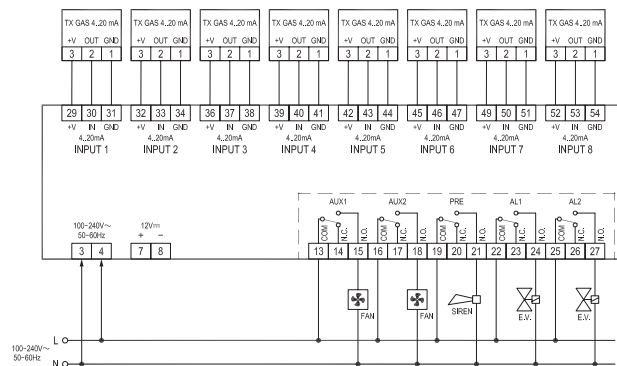 TX GAS 4..20 mA TX GAS 4..20 mA TX GAS 4..20 mA TX GAS 4..20 mA TX GAS 4..20 mA TX GAS 4..20 mA TX GAS 4..20 mA TX GAS 4..20 mA
+V OUT GND +V OUT GND +V OUT GND +V OUT GND +V OUT GND +V OUT GND +V OUT GND +V OUT GND
3 2 1 3 2 1 3 2 1 3 2 1 3 2 1 3 2 1 3 2 1 3 2 1
29 30 31 32 33 34 36 37 38 39 40 41 42 43 44 45 46 47 49 50 51 52 53 54
+V IN GND +V IN GND +V IN GND +V IN GND +V IN GND +V IN GND +V IN GND +V IN GND
4..20mA 4..20mA 4..20mA 4..20mA 4..20mA 4..20mA 4..20mA 4..20mA
INPUT 1 INPUT 2 INPUT 3 INPUT 4 INPUT 5 INPUT 6 INPUT 7 INPUT 8
AUX1 AUX2 PRE AL1 AL2
100-240V~ 12V⎓
50-60Hz + −
COM N.C. N.O. COM N.C. N.O. COM N.C. N.O. COM N.C. N.O. COM N.C. N.O.
3 4 7 8 13 14 15 16 17 18 19 20 21 22 23 24 25 26 27
FAN FAN SIREN E.V. E.V.
L
100-240V~
50-60Hz
N